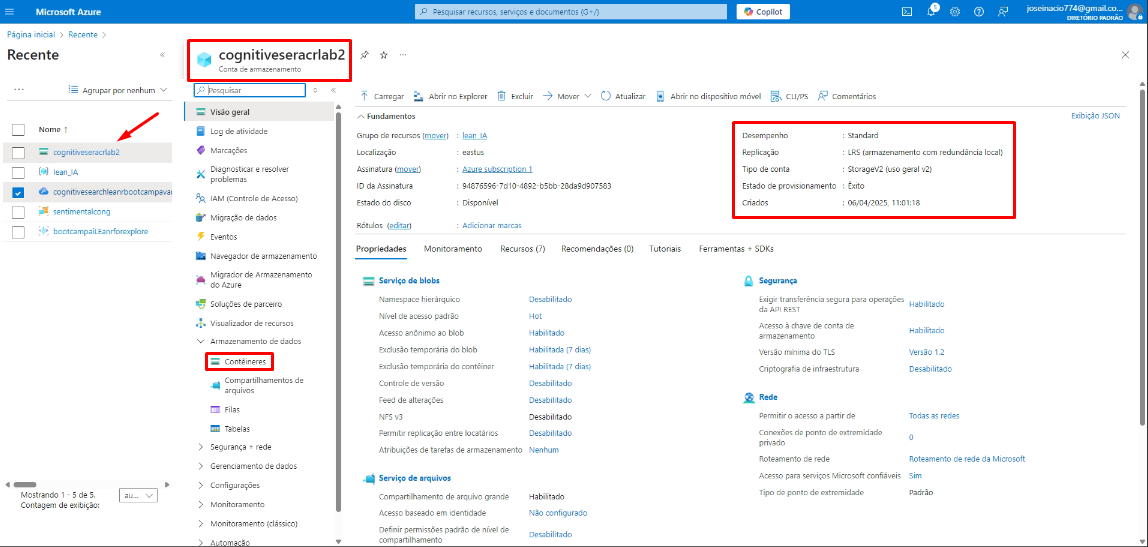 Microsoft Azure
Pesquisar recursos, serviços e documentos (G+/)
Copilot
5
joseinacio774@gmail.co...
DIRETÓRIO PADRÃO
Página inicial > Recente >
Recente
«
...
Agrupar por nenhum
Nome ↑
cognitiveseracrlab2
lean_IA
cognitivesearchleanrbootcampavar
sentimentalcong
bootcampaiLEanrforexplore
Mostrando 1 - 5 de 5.
Contagem de exibição:
au...
cognitiveseracrlab2
Conta de armazenamento
...
Pesquisar
«
Visão geral
Log de atividade
Marcações
Diagnosticar e resolver
problemas
IAM (Controle de Acesso)
Migração de dados
Eventos
Navegador de armazenamento
Migrador de Armazenamento
do Azure
Soluções de parceiro
Visualizador de recursos
Armazenamento de dados
Contêineres
Compartilhamentos de
arquivos
Filas
Tabelas
Segurança + rede
Gerenciamento de dados
Configurações
Monitoramento
Monitoramento (clássico)
Automação
Carregar
Abrir no Explorer
Excluir
Mover
Atualizar
Abrir no dispositivo móvel
CLI/PS
Comentários
Fundamentos
Exibição JSON
Grupo de recursos (mover) : lean_IA
Localização : eastus
Assinatura (mover) : Azure subscription 1
ID da Assinatura : 94876596-7d10-4892-b5bb-28da9d907583
Estado do disco : Disponível
Desempenho : Standard
Replicação : LRS (armazenamento com redundância local)
Tipo de conta : StorageV2 (uso geral v2)
Estado de provisionamento : Êxito
Criados : 06/04/2025, 11:01:18
Rótulos (editar) : Adicionar marcas
Propriedades
Monitoramento
Recursos (7)
Recomendações (0)
Tutoriais
Ferramentas + SDKs
Serviço de blobs
Namespace hierárquico Desabilitado
Nível de acesso padrão Hot
Acesso anônimo ao blob Habilitado
Exclusão temporária do blob Habilitada (7 dias)
Exclusão temporária do contêiner Habilitada (7 dias)
Controle de versão Desabilitado
Feed de alterações Desabilitado
NFS v3 Desabilitado
Permitir replicação entre locatários Desabilitado
Atribuições de tarefas de armazenamento Nenhum
Serviço de arquivos
Compartilhamento de arquivo grande Habilitado
Acesso baseado em identidade Não configurado
Definir permissões padrão de nível de
compartilhamento Desabilitado
Segurança
Exigir transferência segura para operações
da API REST Habilitado
Acesso à chave de conta de
armazenamento Habilitado
Versão mínima do TLS Versão 1.2
Criptografia de infraestrutura Desabilitado
Rede
Permitir o acesso a partir de Todas as redes
Conexões de ponto de extremidade
privado 0
Roteamento de rede Roteamento de rede da Microsoft
Acesso para serviços Microsoft confiáveis Sim
Tipo de ponto de extremidade Padrão